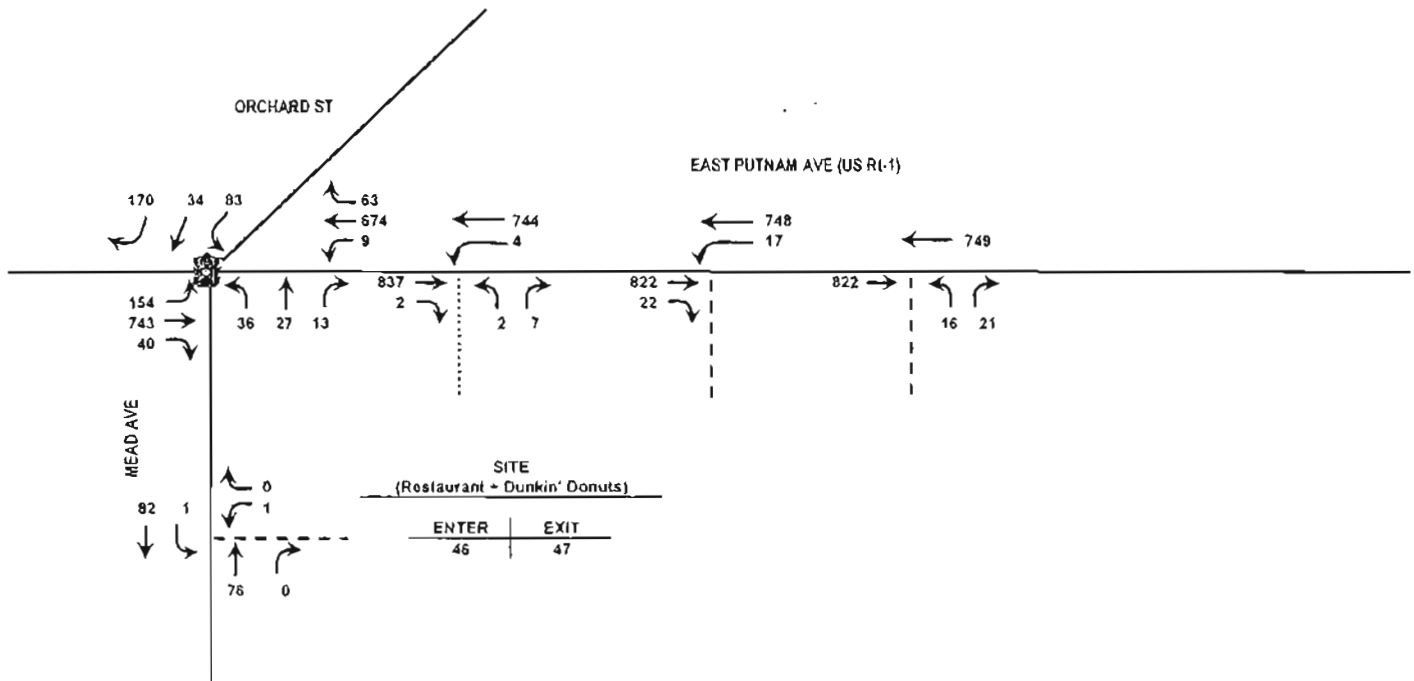 ORCHARD ST
EAST PUTNAM AVE (US Rt-1)
170 34 83
63
674
9
744
4
748
17
749
154
743
40
36 27 13
837
2
2 7
822
22
822
16 21
MEAD AVE
0
1
82 1
78 0
SITE
(Restaurant + Dunkin' Donuts)
ENTER EXIT
46 47